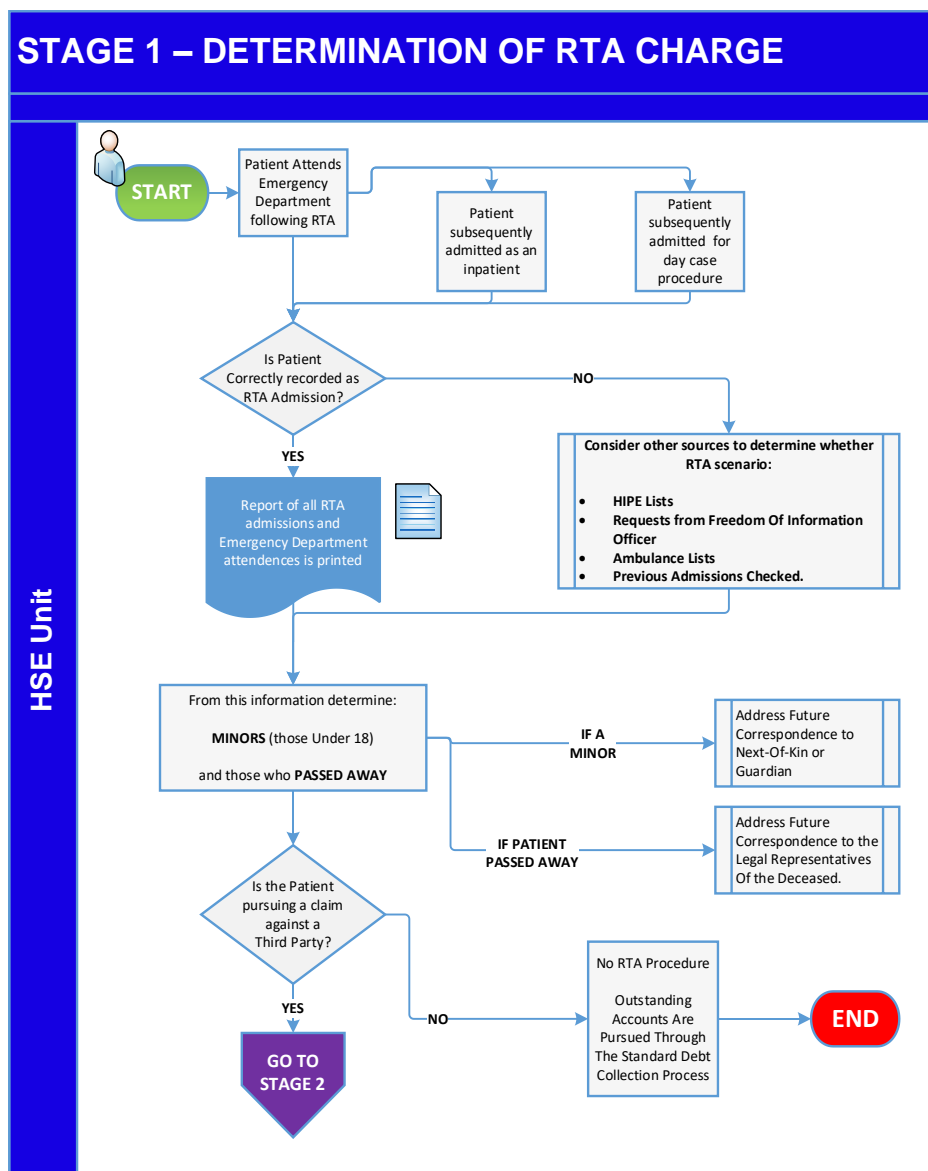 STAGE 1 – DETERMINATION OF RTA CHARGE
HSE Unit
START
Patient Attends
Emergency
Department
following RTA
Patient
subsequently
admitted as an
inpatient
Patient
subsequently
admitted for
day case
procedure
Is Patient
Correctly recorded as
RTA Admission?
NO
YES
Consider other sources to determine whether
RTA scenario:
• HIPE Lists
• Requests from Freedom Of Information
Officer
• Ambulance Lists
• Previous Admissions Checked.
Report of all RTA
admissions and
Emergency Department
attendences is printed
From this information determine:
MINORS (those Under 18)
and those who PASSED AWAY
IF A
MINOR
Address Future
Correspondence to
Next-Of-Kin or
Guardian
IF PATIENT
PASSED AWAY
Address Future
Correspondence to the
Legal Representatives
Of the Deceased.
Is the Patient
pursuing a claim
against a
Third Party?
YES
NO
No RTA Procedure
Outstanding
Accounts Are
Pursued Through
The Standard Debt
Collection Process
END
GO TO
STAGE 2